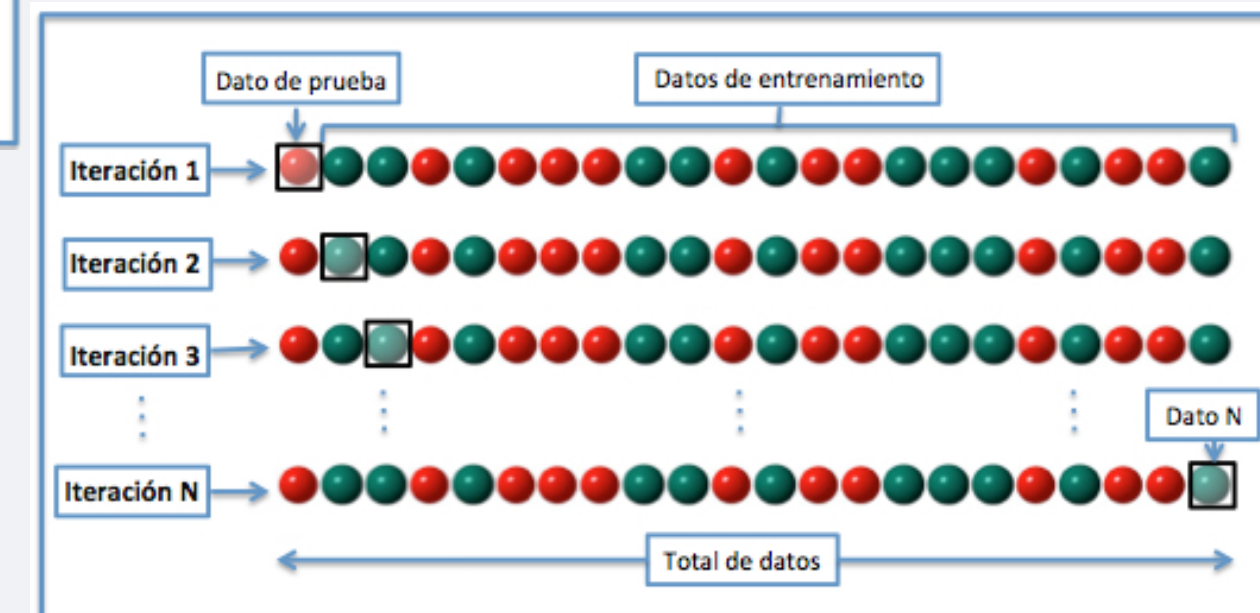 Dato de prueba
Datos de entrenamiento
Iteración 1
Iteración 2
Iteración 3
Dato N
Iteración N
Total de datos